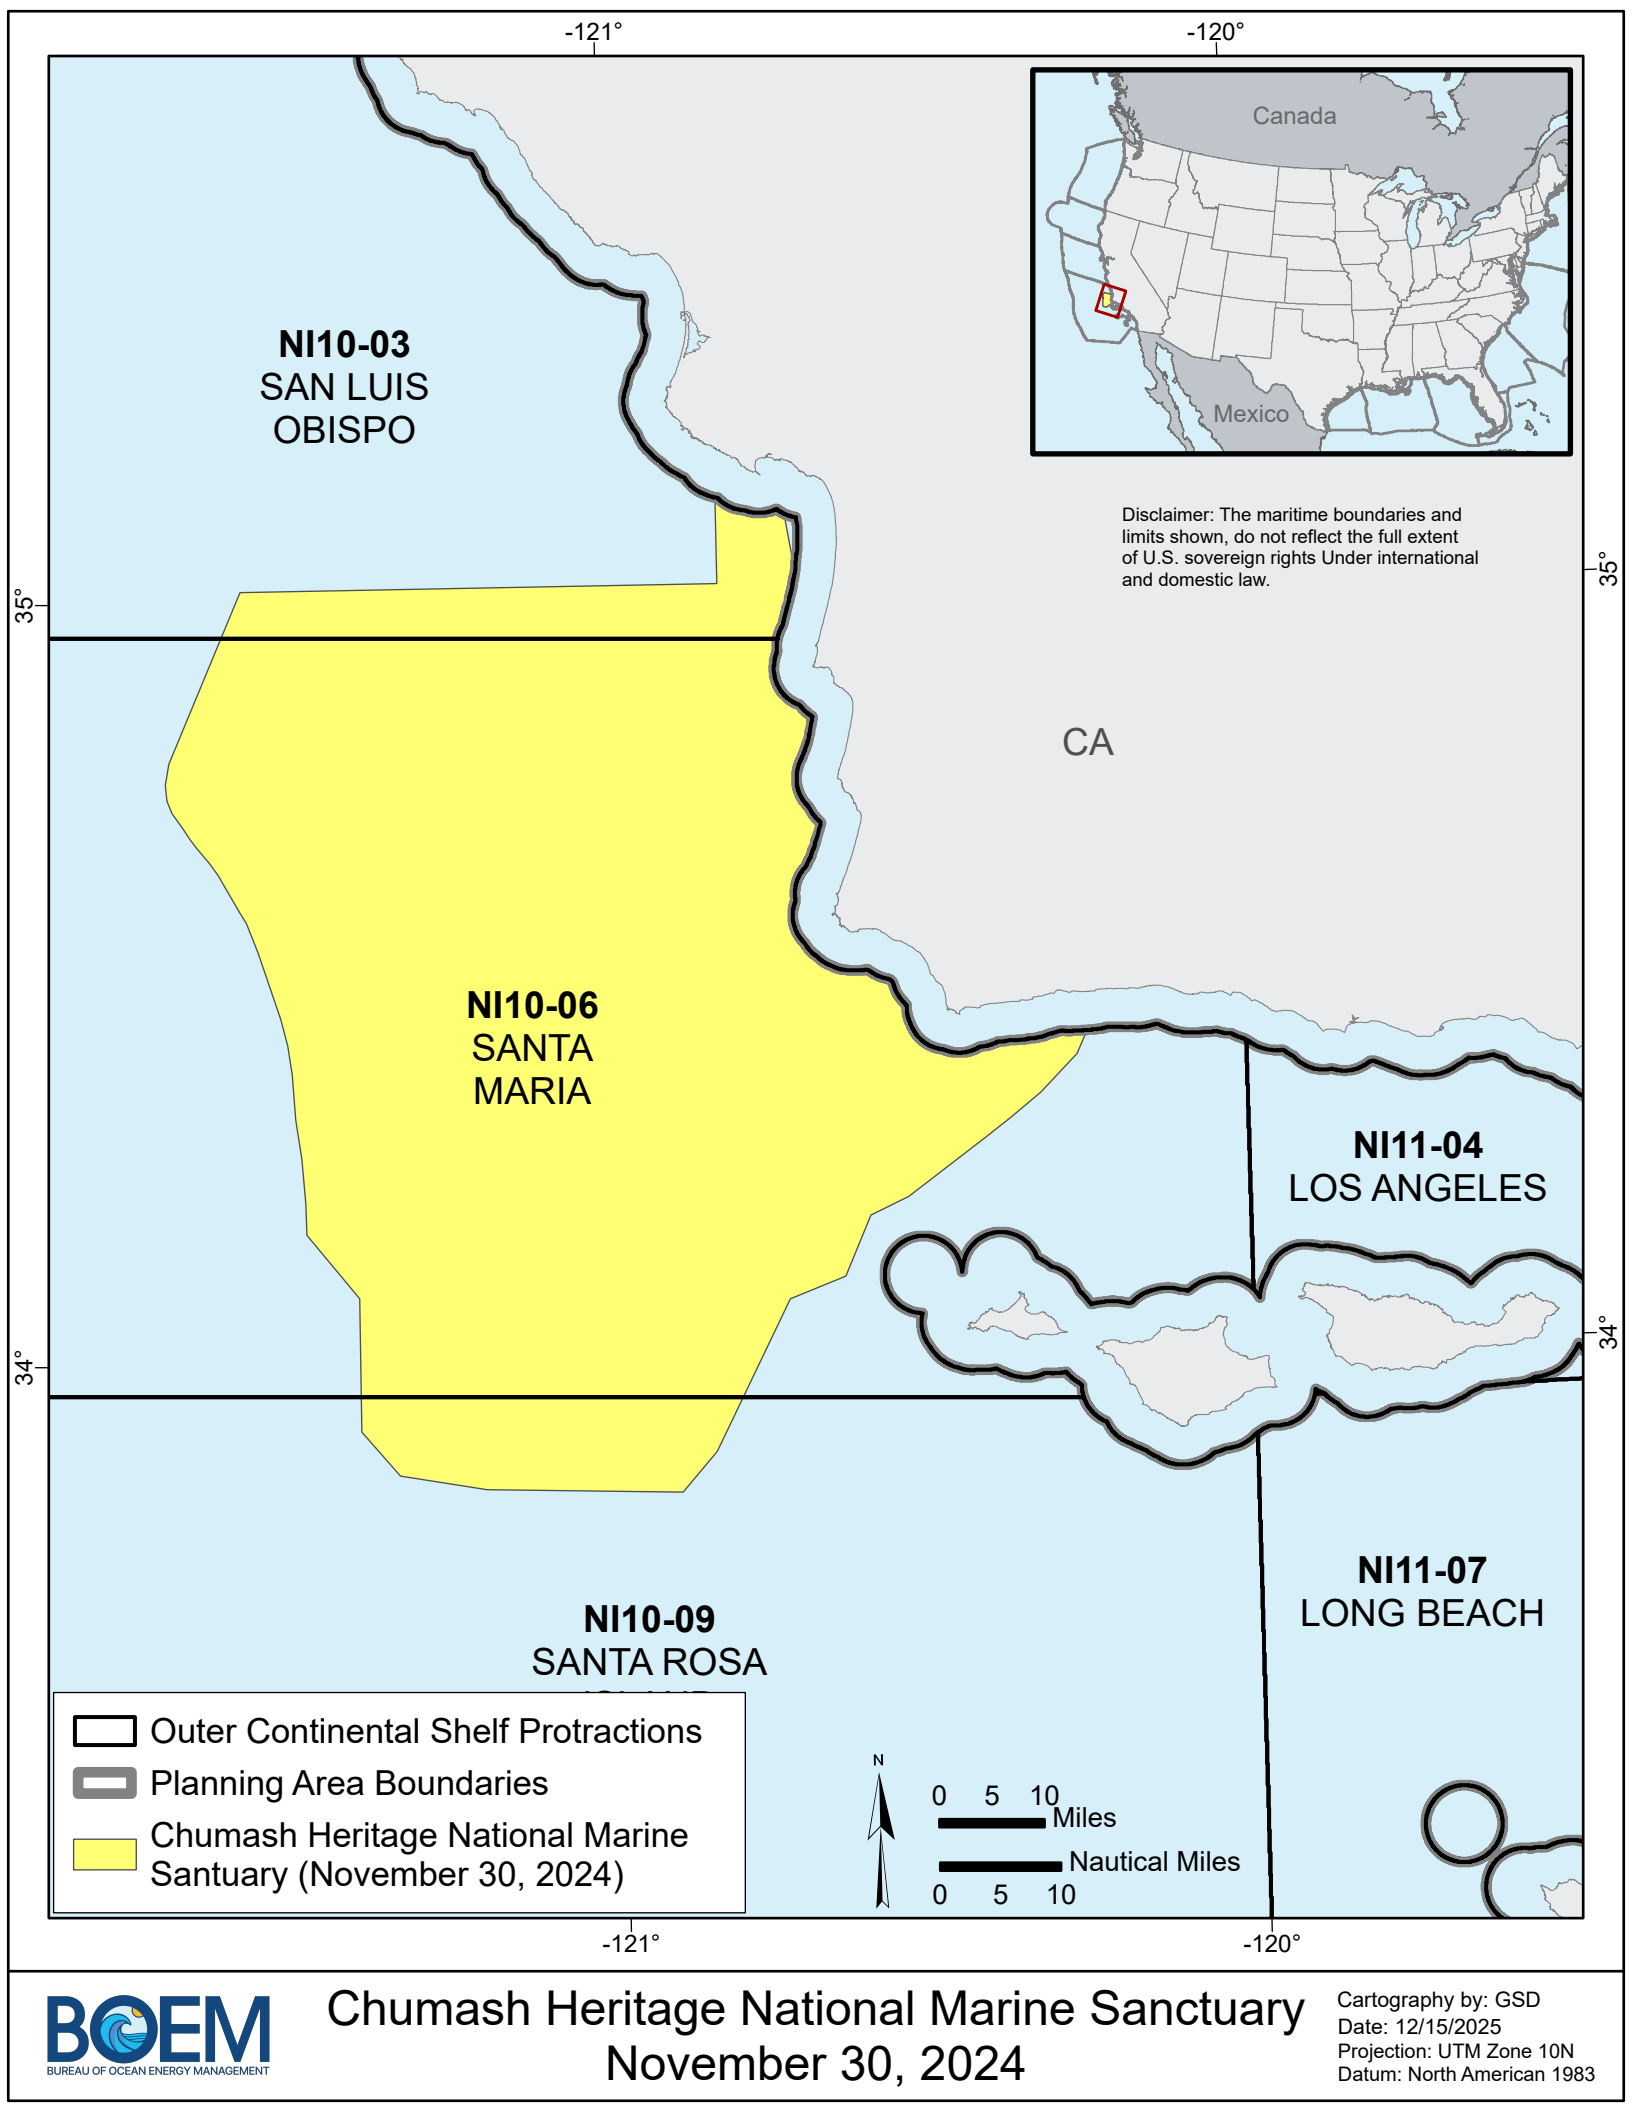 -121°
-120°
Canada
Mexico
NI10-03
SAN LUIS
OBISPO
Disclaimer: The maritime boundaries and
limits shown, do not reflect the full extent
of U.S. sovereign rights Under international
and domestic law.
35°
35°
CA
NI10-06
SANTA
MARIA
NI11-04
LOS ANGELES
34°
34°
NI11-07
LONG BEACH
NI10-09
SANTA ROSA
Outer Continental Shelf Protractions
Planning Area Boundaries
Chumash Heritage National Marine
Santuary (November 30, 2024)
N
0 5 10
Miles
Nautical Miles
0 5 10
-121°
-120°
BOEM
BUREAU OF OCEAN ENERGY MANAGEMENT
Chumash Heritage National Marine Sanctuary
November 30, 2024
Cartography by: GSD
Date: 12/15/2025
Projection: UTM Zone 10N
Datum: North American 1983